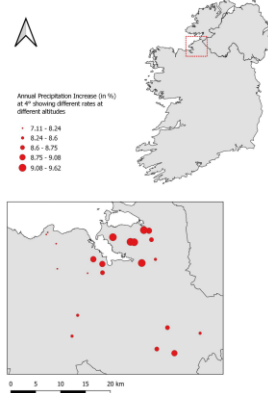 Annual Precipitation Increase (in %)
at 4° showing different rates at
different altitudes
7.11 - 8.24
8.24 - 8.6
8.6 - 8.75
8.75 - 9.08
9.08 - 9.62
0 5 10 15 20 km